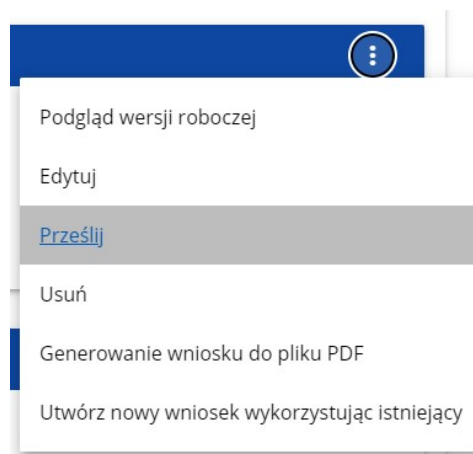 Podgląd wersji roboczej
Edytuj
Prześlij
Usuń
Generowanie wniosku do pliku PDF
Utwórz nowy wniosek wykorzystując istniejący